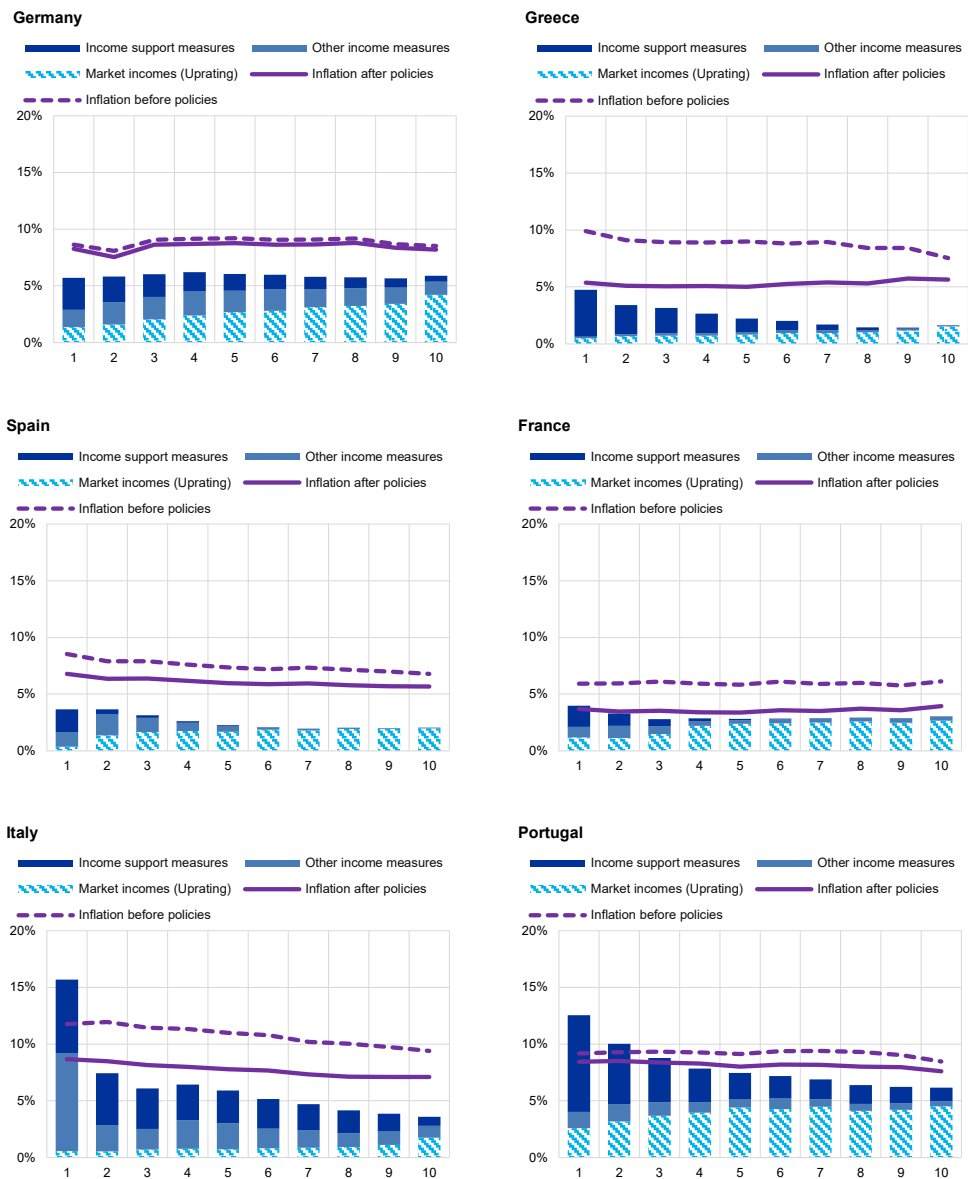 Germany
Income support measures
Other income measures
Market incomes (Uprating)
Inflation after policies
Inflation before policies
20%
15%
10%
5%
0%
1 2 3 4 5 6 7 8 9 10
Greece
Income support measures
Other income measures
Market incomes (Uprating)
Inflation after policies
Inflation before policies
20%
15%
10%
5%
0%
1 2 3 4 5 6 7 8 9 10
Spain
Income support measures
Other income measures
Market incomes (Uprating)
Inflation after policies
Inflation before policies
20%
15%
10%
5%
0%
1 2 3 4 5 6 7 8 9 10
France
Income support measures
Other income measures
Market incomes (Uprating)
Inflation after policies
Inflation before policies
20%
15%
10%
5%
0%
1 2 3 4 5 6 7 8 9 10
Italy
Income support measures
Other income measures
Market incomes (Uprating)
Inflation after policies
Inflation before policies
20%
15%
10%
5%
0%
1 2 3 4 5 6 7 8 9 10
Portugal
Income support measures
Other income measures
Market incomes (Uprating)
Inflation after policies
Inflation before policies
20%
15%
10%
5%
0%
1 2 3 4 5 6 7 8 9 10